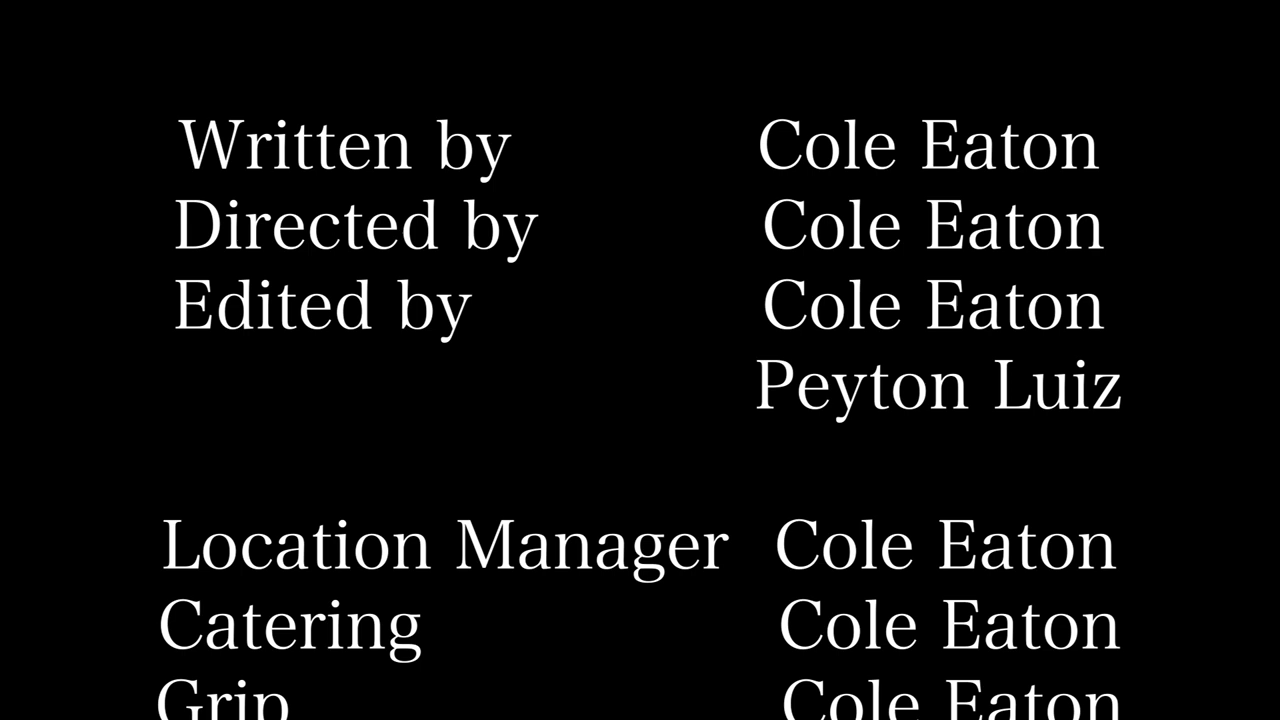 Written by Cole Eaton
Directed by Cole Eaton
Edited by Cole Eaton
Peyton Luiz
Location Manager Cole Eaton
Catering Cole Eaton
Grip Cole Eaton